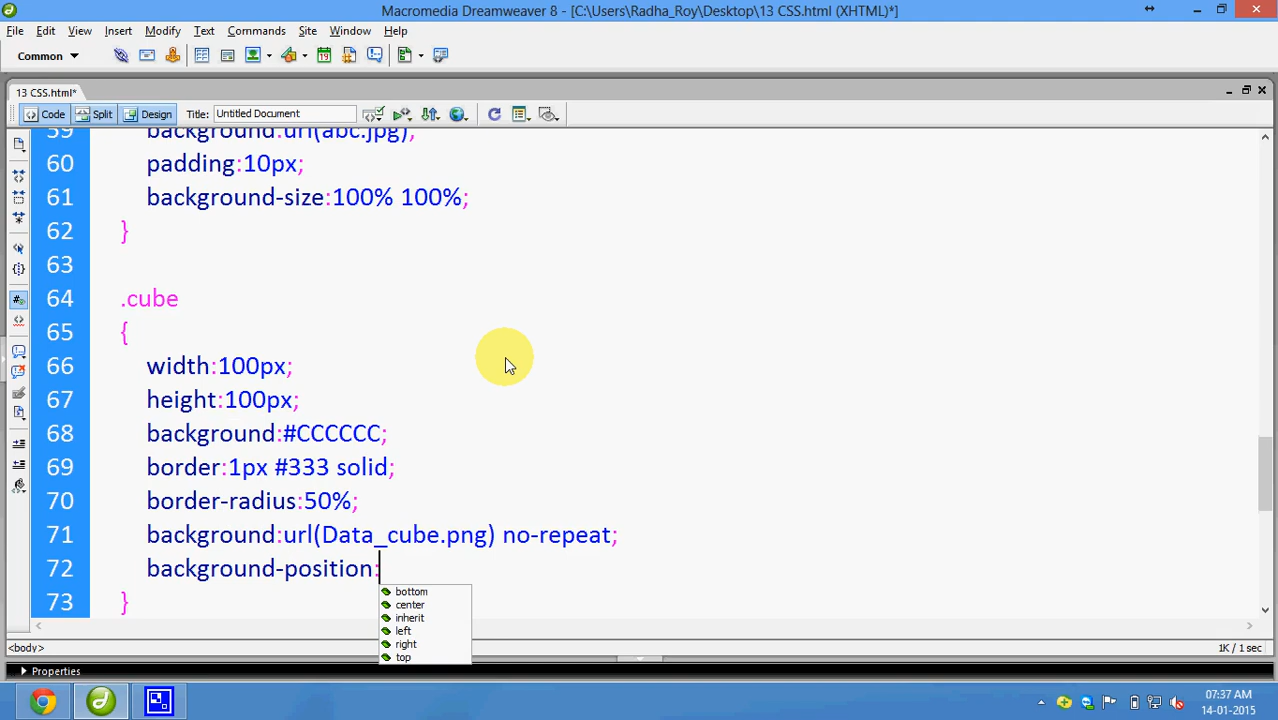 Macromedia Dreamweaver 8 - [C:\Users\Radha_Roy\Desktop\13 CSS.html (XHTML)*]
File Edit View Insert Modify Text Commands Site Window Help
Common
13 CSS.html*
Code Split Design Title: Untitled Document
59 background:url(abc.jpg);
60 padding:10px;
61 background-size:100% 100%;
62 }
63
64 .cube
65 {
66 width:100px;
67 height:100px;
68 background:#CCCCCC;
69 border:1px #333 solid;
70 border-radius:50%;
71 background:url(Data_cube.png) no-repeat;
72 background-position:
bottom
73 }
center
inherit
left
right
top
<body> 1K / 1 sec
Properties
07:37 AM
14-01-2015